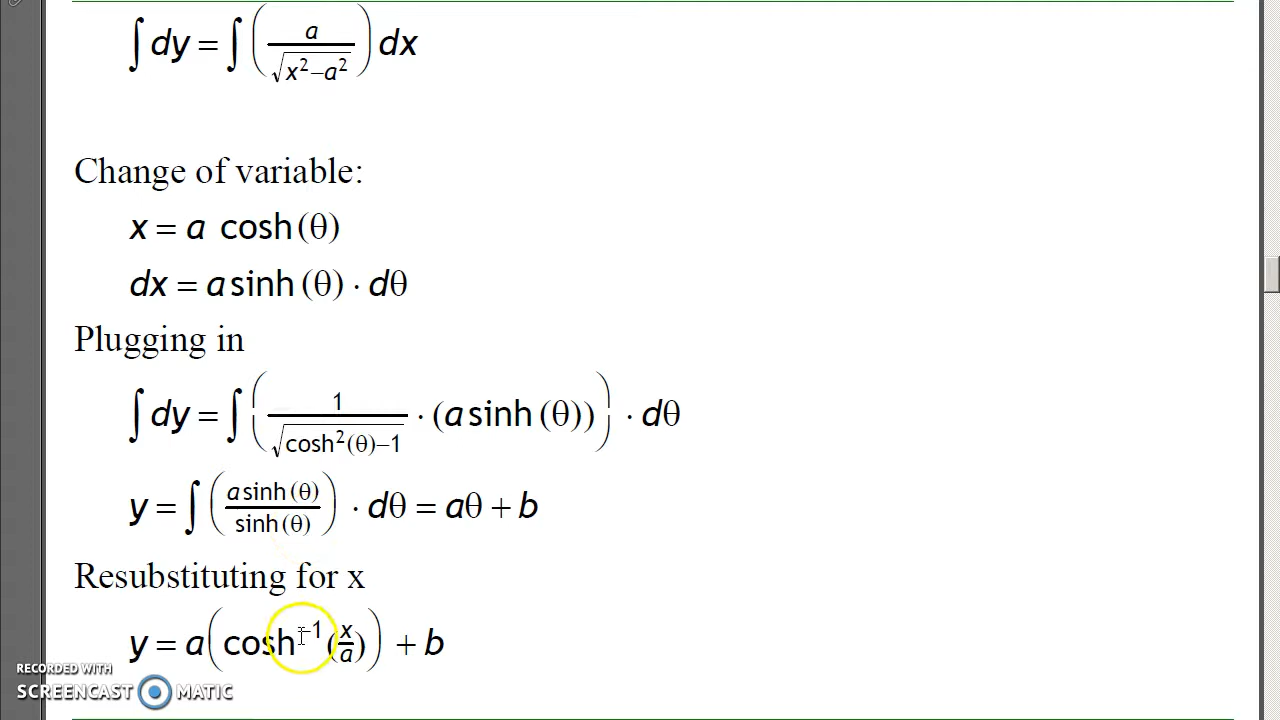 ∫ dy = ∫ ( a / √(x² − a²) ) dx
Change of variable:
x = a cosh (θ)
dx = a sinh (θ) · dθ
Plugging in
∫ dy = ∫ ( 1 / √(cosh² (θ) − 1) · (a sinh (θ)) ) · dθ
y = ∫ ( a sinh (θ) / sinh (θ) ) · dθ = aθ + b
Resubstituting for x
y = a ( cosh⁻¹ (x/a) ) + b
RECORDED WITH
SCREENCAST MATIC